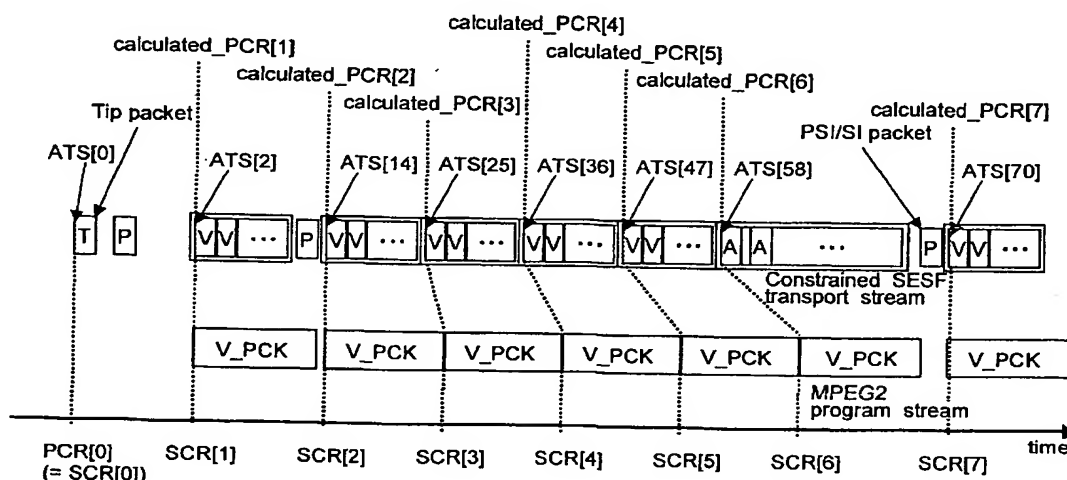 calculated_PCR[4]
calculated_PCR[1]
calculated_PCR[5]
calculated_PCR[2]
calculated_PCR[6]
calculated_PCR[3]
calculated_PCR[7]
Tip packet
PSI/SI packet
ATS[0]
ATS[2]
ATS[14]
ATS[25]
ATS[36]
ATS[47]
ATS[58]
ATS[70]
T P V V ... P V V ... V V ... V V ... V V ... A A ... P V V ...
Constrained SESF
transport stream
V_PCK V_PCK V_PCK V_PCK V_PCK V_PCK V_PCK
MPEG2
program stream
time
PCR[0]
(= SCR[0])
SCR[1]
SCR[2]
SCR[3]
SCR[4]
SCR[5]
SCR[6]
SCR[7]